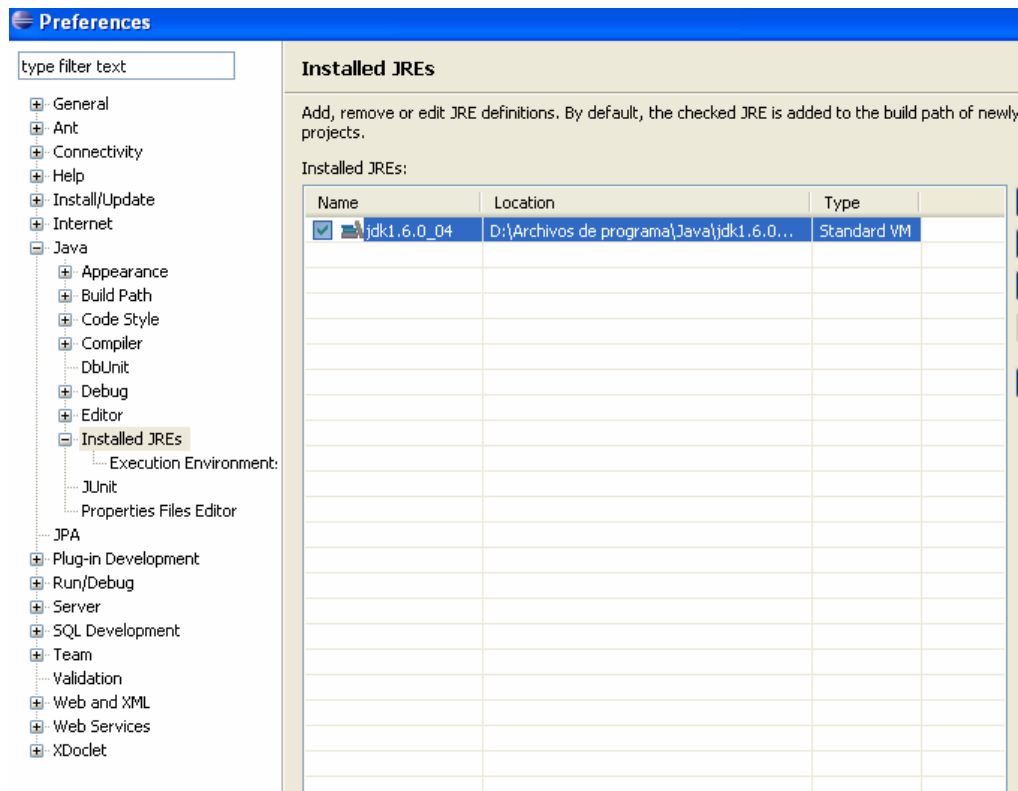 Preferences
type filter text
General
Ant
Connectivity
Help
Install/Update
Internet
Java
Appearance
Build Path
Code Style
Compiler
DbUnit
Debug
Editor
Installed JREs
Execution Environment
JUnit
Properties Files Editor
JPA
Plug-in Development
Run/Debug
Server
SQL Development
Team
Validation
Web and XML
Web Services
XDoclet
Installed JREs
Add, remove or edit JRE definitions. By default, the checked JRE is added to the build path of newly
projects.
Installed JREs:
Name Location Type
jdk1.6.0_04 D:\Archivos de programa\Java\jdk1.6.0... Standard VM